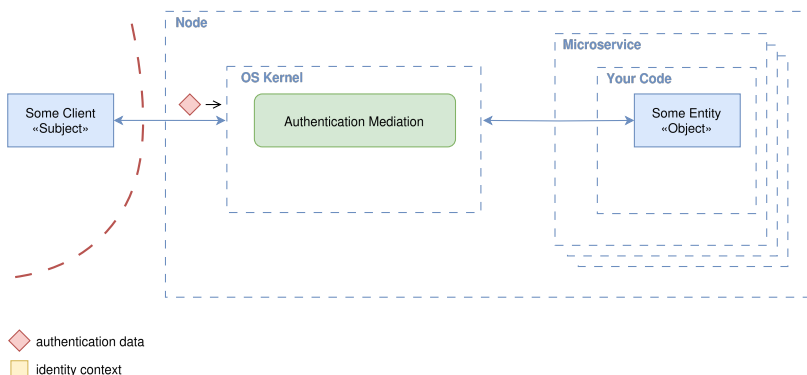 Node
Microservice
OS Kernel
Your Code
Some Client
«Subject»
Authentication Mediation
Some Entity
«Object»
authentication data
identity context